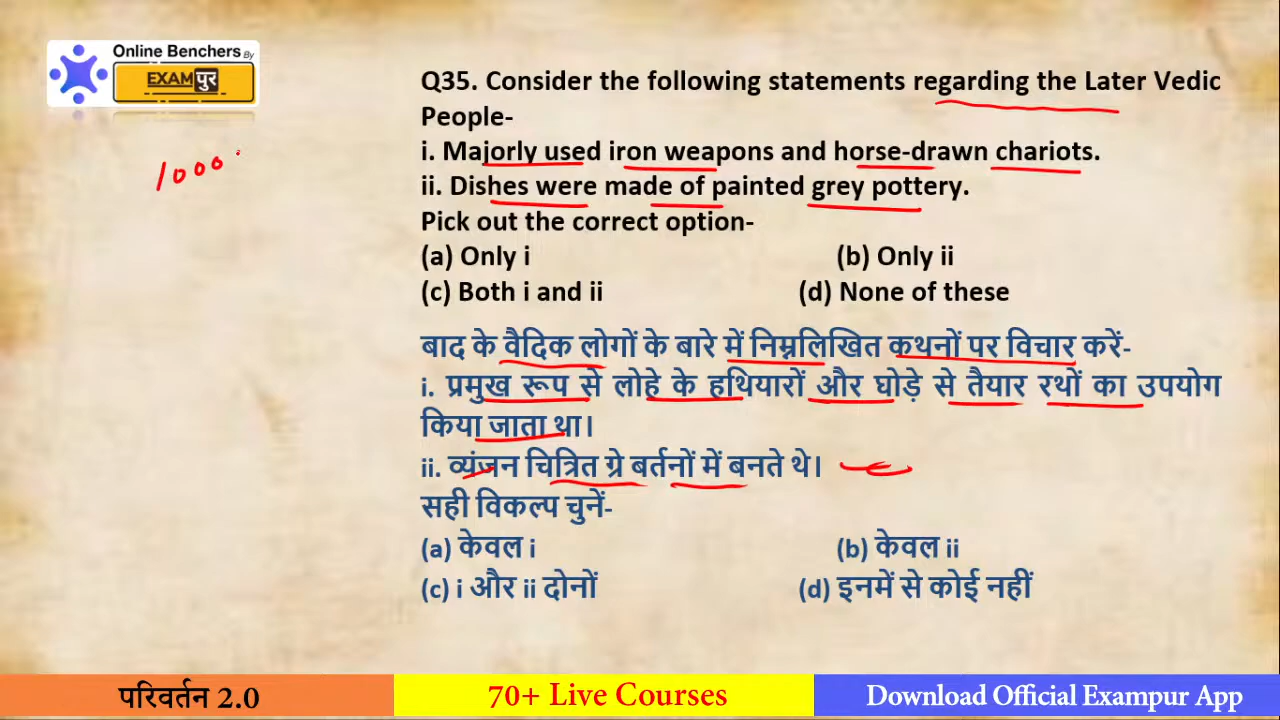 Online Benchers By
EXAMपुर
Q35. Consider the following statements regarding the Later Vedic
People-
i. Majorly used iron weapons and horse-drawn chariots.
ii. Dishes were made of painted grey pottery.
Pick out the correct option-
(a) Only i (b) Only ii
(c) Both i and ii (d) None of these
1000
बाद के वैदिक लोगों के बारे में निम्नलिखित कथनों पर विचार करें-
i. प्रमुख रूप से लोहे के हथियारों और घोड़े से तैयार रथों का उपयोग
किया जाता था।
ii. व्यंजन चित्रित ग्रे बर्तनों में बनते थे।
सही विकल्प चुनें-
(a) केवल i (b) केवल ii
(c) i और ii दोनों (d) इनमें से कोई नहीं
परिवर्तन 2.0 70+ Live Courses Download Official Exampur App